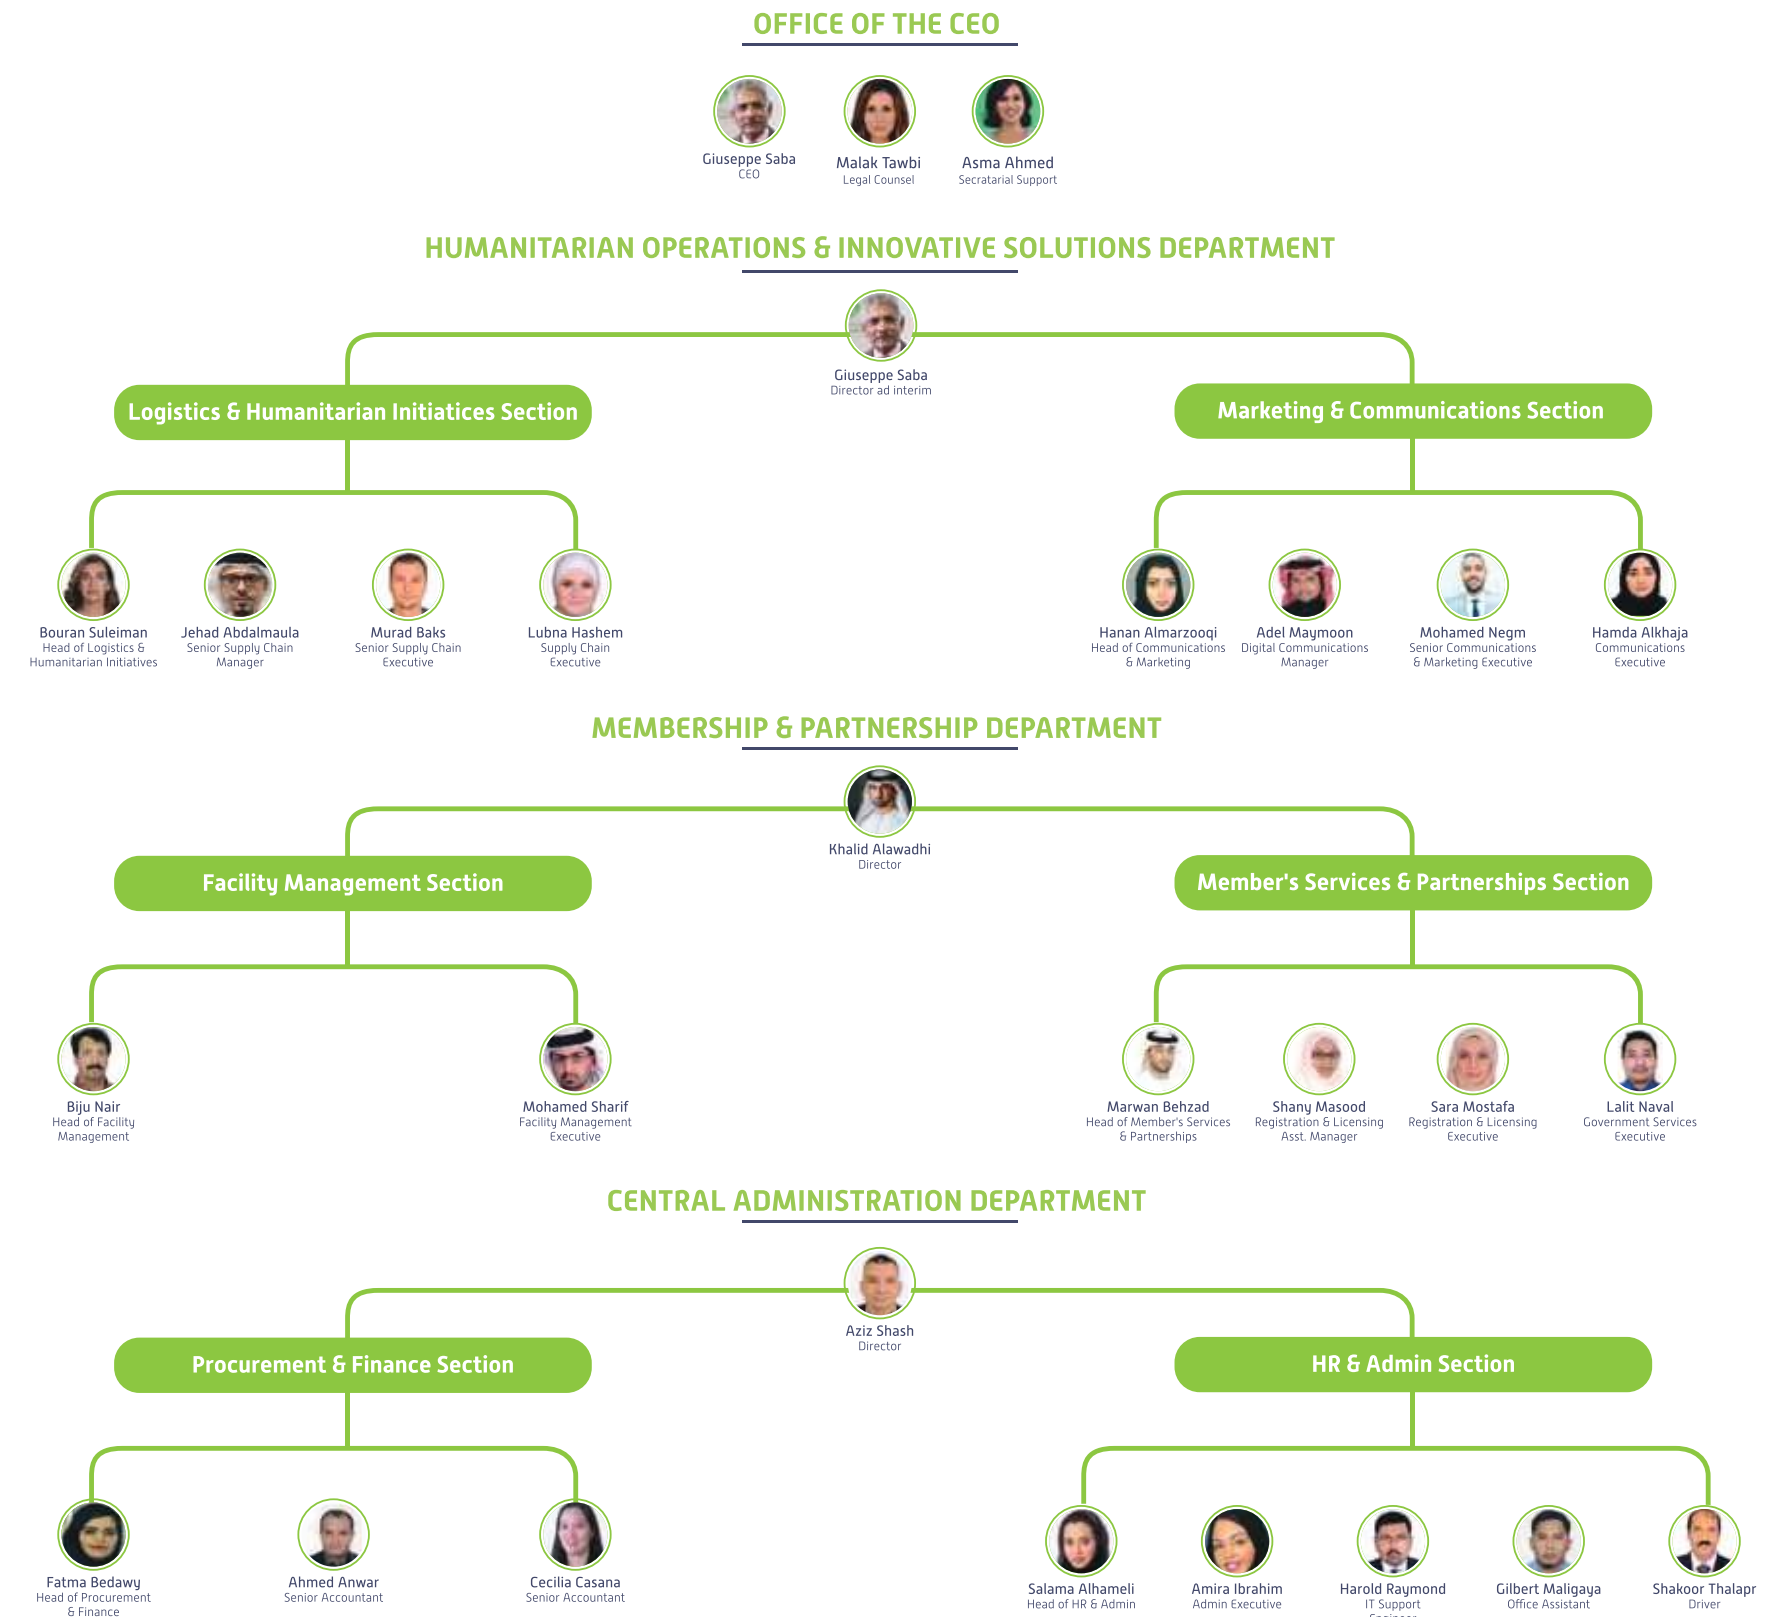 OFFICE OF THE CEO
Giuseppe Saba
CEO
Malak Tawbi
Legal Counsel
Asma Ahmed
Secratarial Support
HUMANITARIAN OPERATIONS & INNOVATIVE SOLUTIONS DEPARTMENT
Giuseppe Saba
Director ad interim
Logistics & Humanitarian Initiatices Section
Marketing & Communications Section
Bouran Suleiman
Head of Logistics &
Humanitarian Initiatives
Jehad Abdalmaula
Senior Supply Chain
Manager
Murad Baks
Senior Supply Chain
Executive
Lubna Hashem
Supply Chain
Executive
Hanan Almarzooqi
Head of Communications
& Marketing
Adel Maymoon
Digital Communications
Manager
Mohamed Negm
Senior Communications
& Marketing Executive
Hamda Alkhaja
Communications
Executive
MEMBERSHIP & PARTNERSHIP DEPARTMENT
Khalid Alawadhi
Director
Facility Management Section
Member's Services & Partnerships Section
Biju Nair
Head of Facility
Management
Mohamed Sharif
Facility Management
Executive
Marwan Behzad
Head of Member's Services
& Partnerships
Shany Masood
Registration & Licensing
Asst. Manager
Sara Mostafa
Registration & Licensing
Executive
Lalit Naval
Government Services
Executive
CENTRAL ADMINISTRATION DEPARTMENT
Aziz Shash
Director
Procurement & Finance Section
HR & Admin Section
Fatma Bedawy
Head of Procurement
& Finance
Ahmed Anwar
Senior Accountant
Cecilia Casana
Senior Accountant
Salama Alhameli
Head of HR & Admin
Amira Ibrahim
Admin Executive
Harold Raymond
IT Support
Gilbert Maligaya
Office Assistant
Shakoor Thalapr
Driver